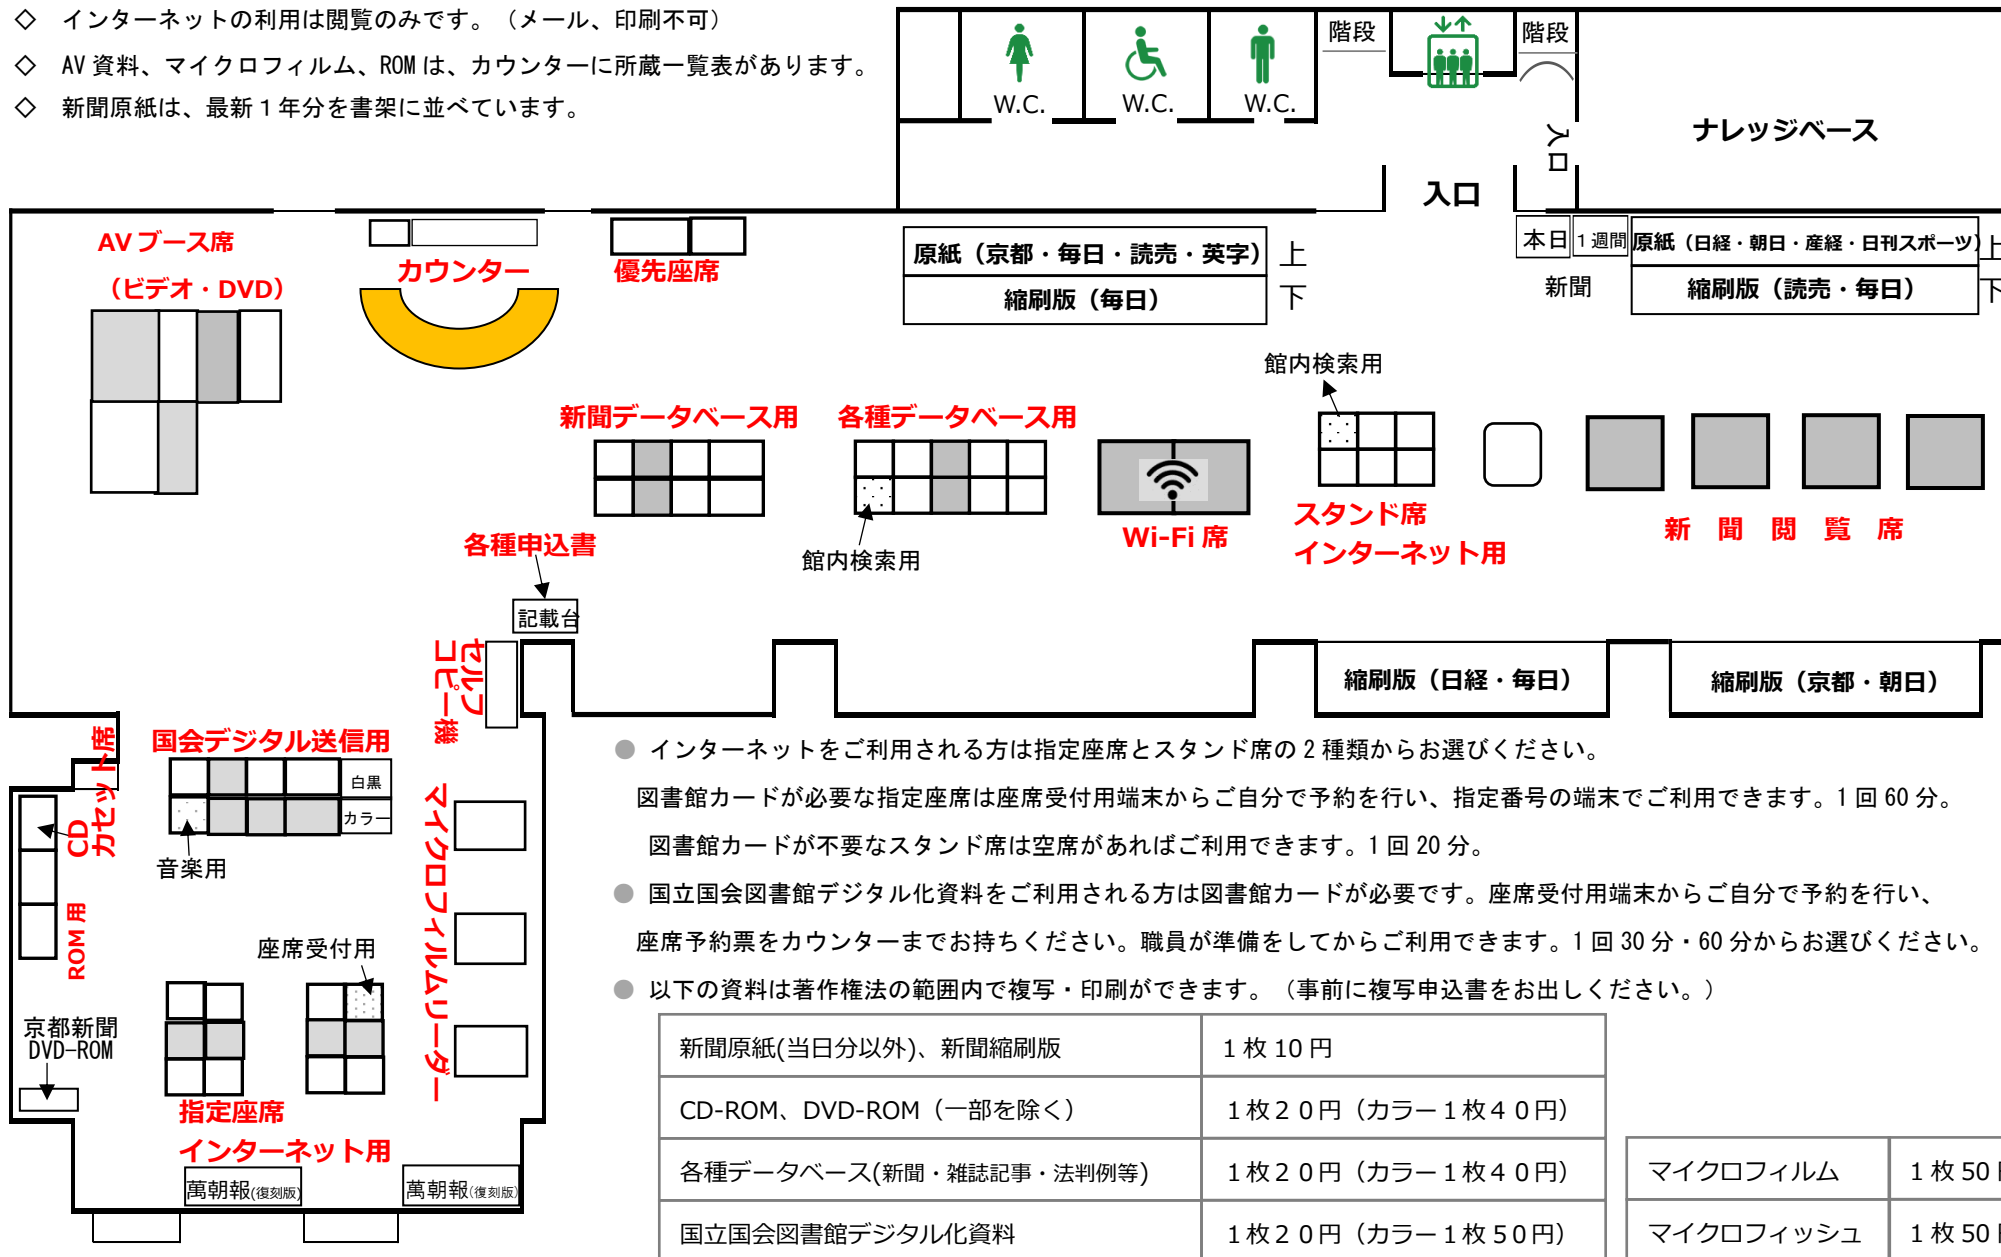 ◇ インターネットの利用は閲覧のみです。（メール、印刷不可）
◇ AV 資料、マイクロフィルム、ROM は、カウンターに所蔵一覧表があります。
◇ 新聞原紙は、最新１年分を書架に並べています。
W.C.
W.C.
W.C.
階段
階段
入口
ナレッジベース
入口
AV ブース席
（ビデオ・DVD）
カウンター
優先座席
原紙（京都・毎日・読売・英字）
上
縮刷版（毎日）
下
本日
１週間
新聞
原紙（日経・朝日・産経・日刊スポーツ）
上
縮刷版（読売・毎日）
下
館内検索用
新聞データベース用
各種データベース用
館内検索用
Wi-Fi 席
スタンド席
インターネット用
新聞閲覧席
各種申込書
記載台
セルフ
コピー機
縮刷版（日経・毎日）
縮刷版（京都・朝日）
国会デジタル送信用
白黒
カラー
音楽用
CD
カセット席
ROM 用
マイクロフィルムリーダー
座席受付用
京都新聞
DVD-ROM
指定座席
インターネット用
萬朝報(復刻版)
萬朝報(復刻版)
● インターネットをご利用される方は指定座席とスタンド席の 2 種類からお選びください。
図書館カードが必要な指定座席は座席受付用端末からご自分で予約を行い、指定番号の端末でご利用できます。1 回 60 分。
図書館カードが不要なスタンド席は空席があればご利用できます。1 回 20 分。
● 国立国会図書館デジタル化資料をご利用される方は図書館カードが必要です。座席受付用端末からご自分で予約を行い、
座席予約票をカウンターまでお持ちください。職員が準備をしてからご利用できます。1 回 30 分・60 分からお選びください。
● 以下の資料は著作権法の範囲内で複写・印刷ができます。（事前に複写申込書をお出しください。）
新聞原紙(当日分以外)、新聞縮刷版 １枚 10 円
CD-ROM、DVD-ROM（一部を除く） １枚２０円（カラー１枚４０円）
各種データベース(新聞・雑誌記事・法判例等) １枚２０円（カラー１枚４０円）
国立国会図書館デジタル化資料 １枚２０円（カラー１枚５０円）
マイクロフィルム １枚 50
マイクロフィッシュ １枚 50